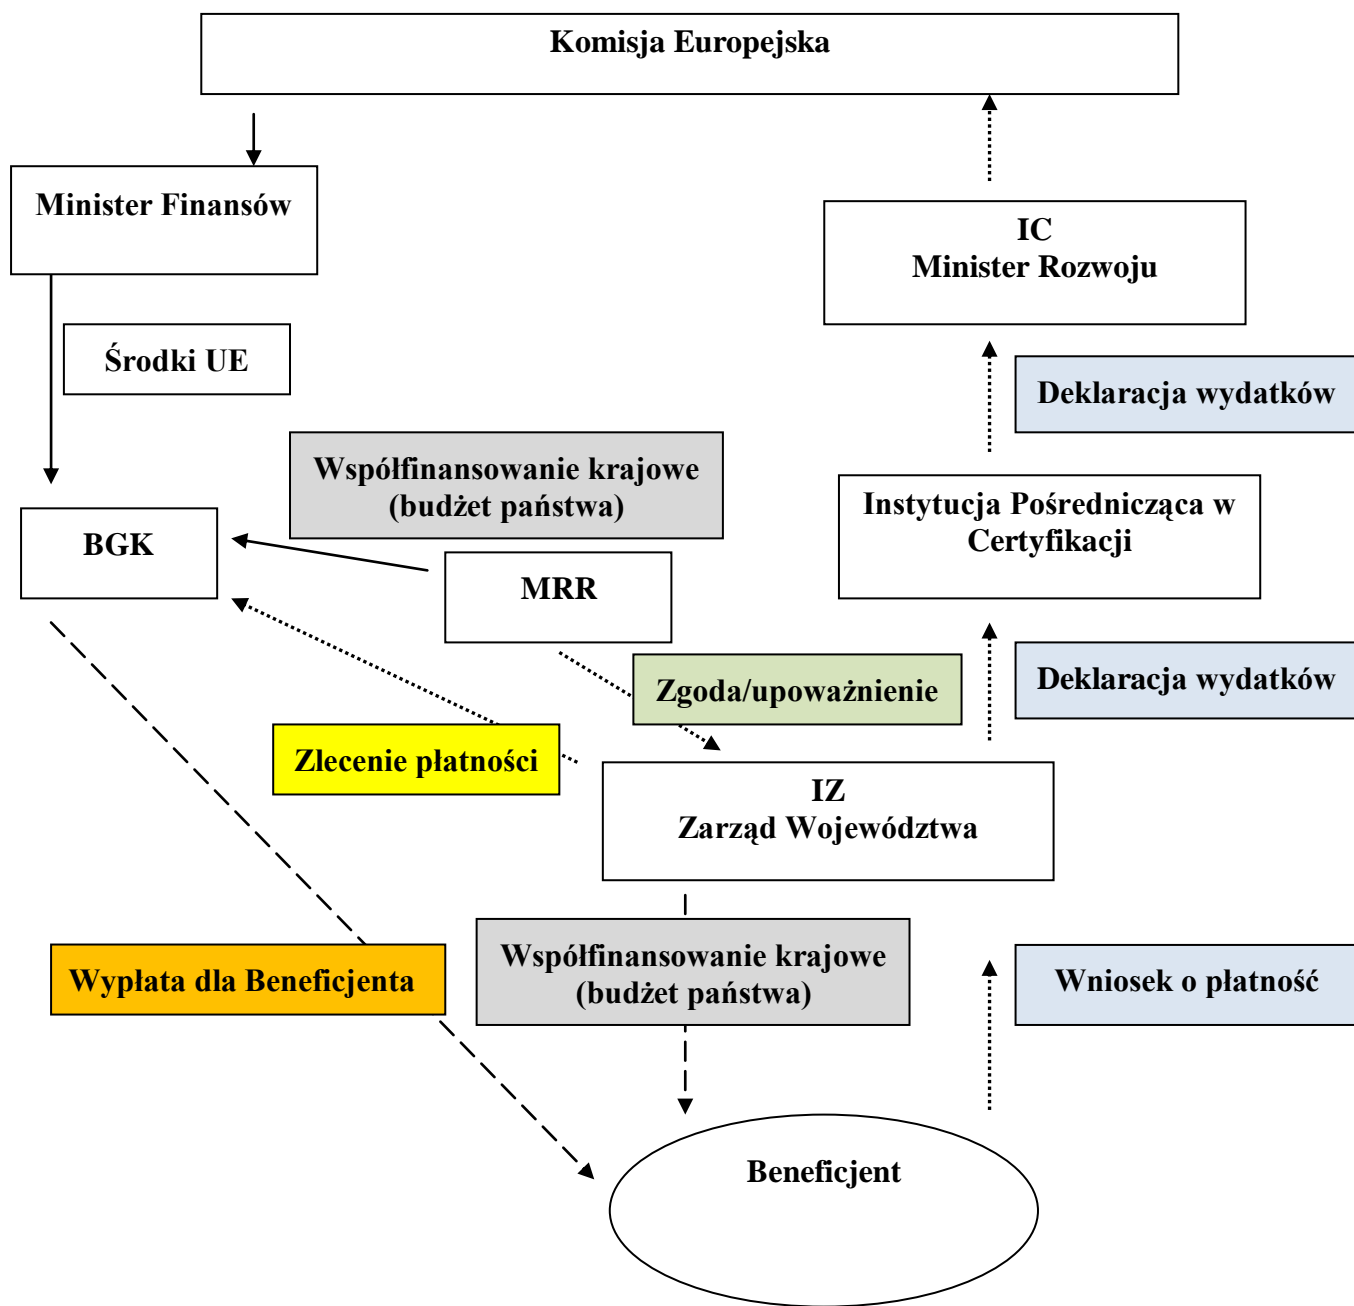 Komisja Europejska
Minister Finansów
IC
Minister Rozwoju
Środki UE
Deklaracja wydatków
Współfinansowanie krajowe
(budżet państwa)
Instytucja Pośrednicząca w
Certyfikacji
BGK
MRR
Zgoda/upoważnienie
Deklaracja wydatków
Zlecenie płatności
IZ
Zarząd Województwa
Wypłata dla Beneficjenta
Współfinansowanie krajowe
(budżet państwa)
Wniosek o płatność
Beneficjent